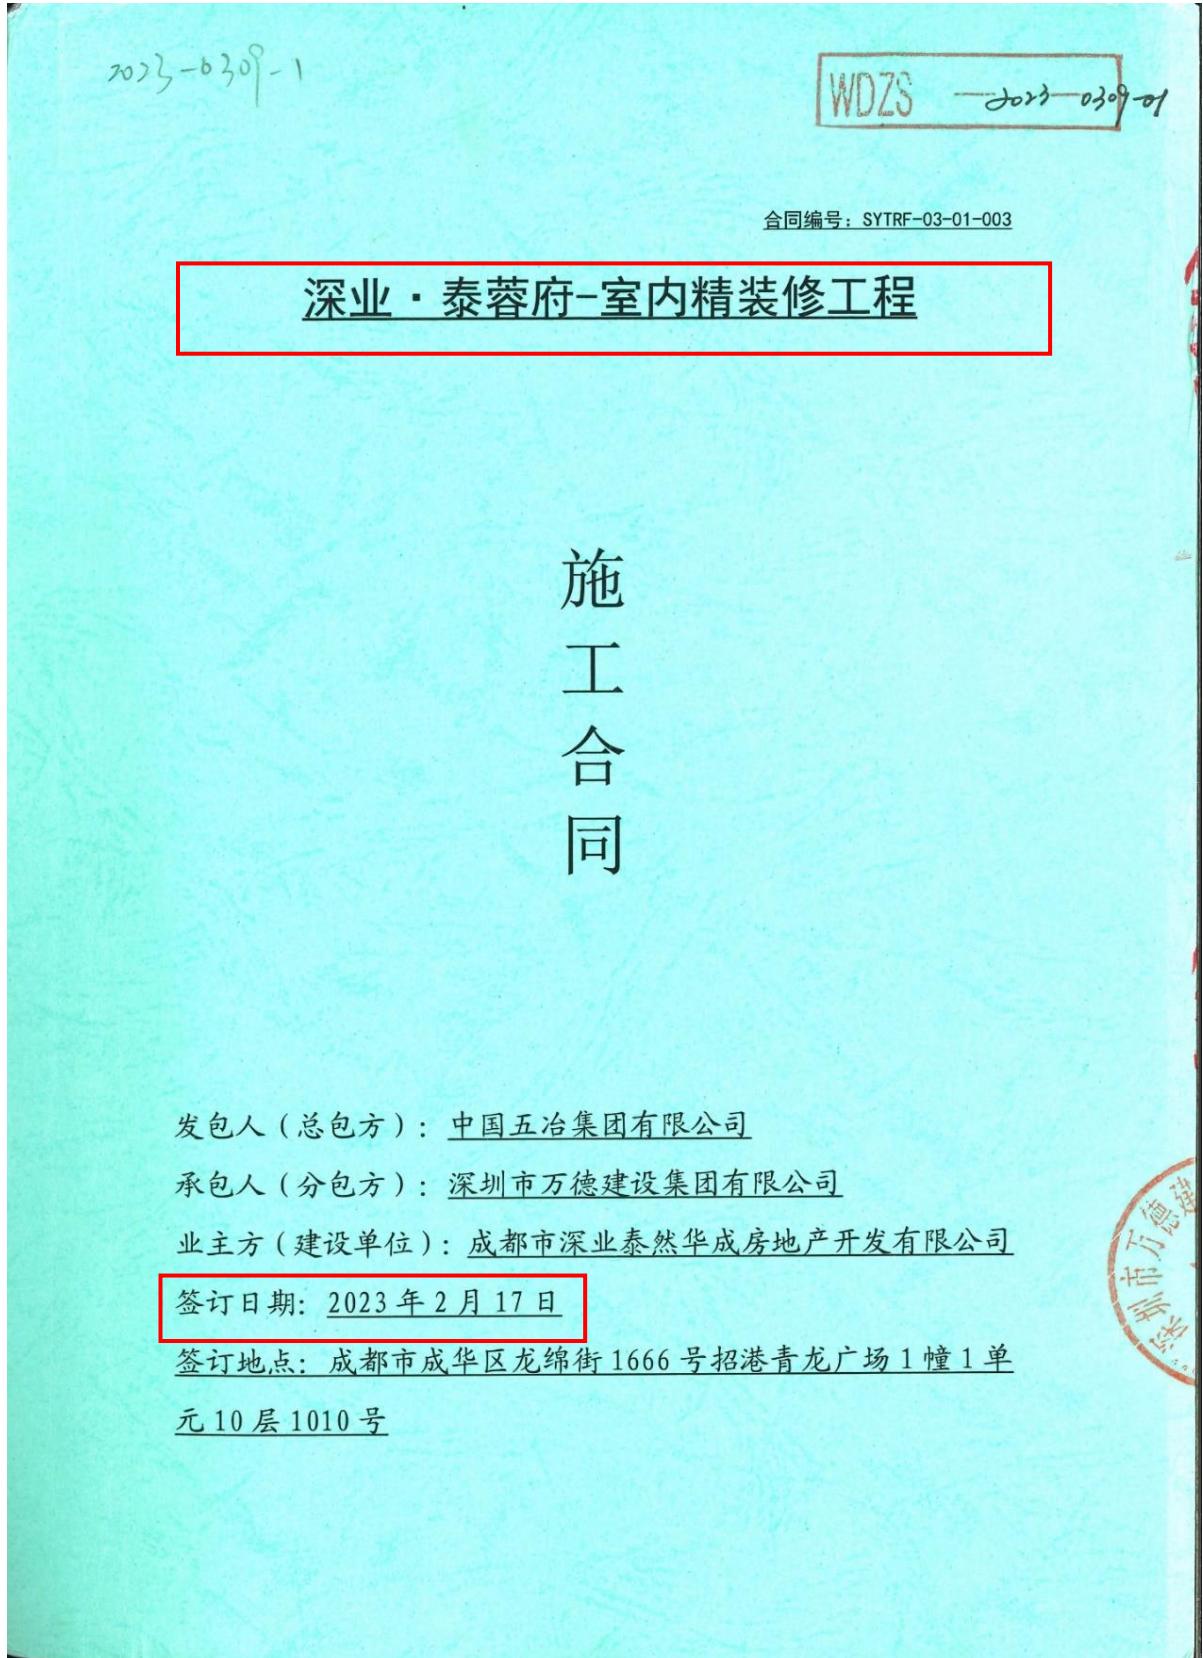 2023-0309-1
WDZS —2023—0309-01
合同编号：SYTRF-03-01-003
深业·泰蓉府-室内精装修工程
施
工
合
同
发包人（总包方）：中国五冶集团有限公司
承包人（分包方）：深圳市万德建设集团有限公司
业主方（建设单位）：成都市深业泰然华成房地产开发有限公司
签订日期：2023年2月17日
签订地点：成都市成华区龙绵街1666号招港青龙广场1幢1单
元10层1010号
深圳市万德建